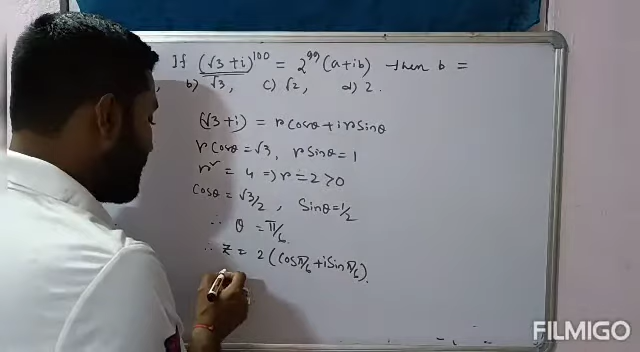 If (√3 + i)^100 = 2^99 (a+ib) then b =
b) √3, c) √2, d) 2.
(√3 + i) = r cosθ + i r sinθ
r cosθ = √3, r sinθ = 1
r² = 4 ⇒ r = 2 > 0
cosθ = √3/2, sinθ = 1/2
∴ θ = π/6.
∴ z = 2 (cos π/6 + i sin π/6).
FILMIGO